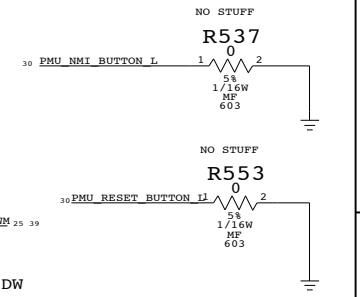 NO STUFF
R537
0
30 PMU_NMI_BUTTON_L 1 2
5%
1/16W
MF
603
NO STUFF
R553
0
30 PMU_RESET_BUTTON_L 1 2
5%
1/16W
MF
603
25 39
DW